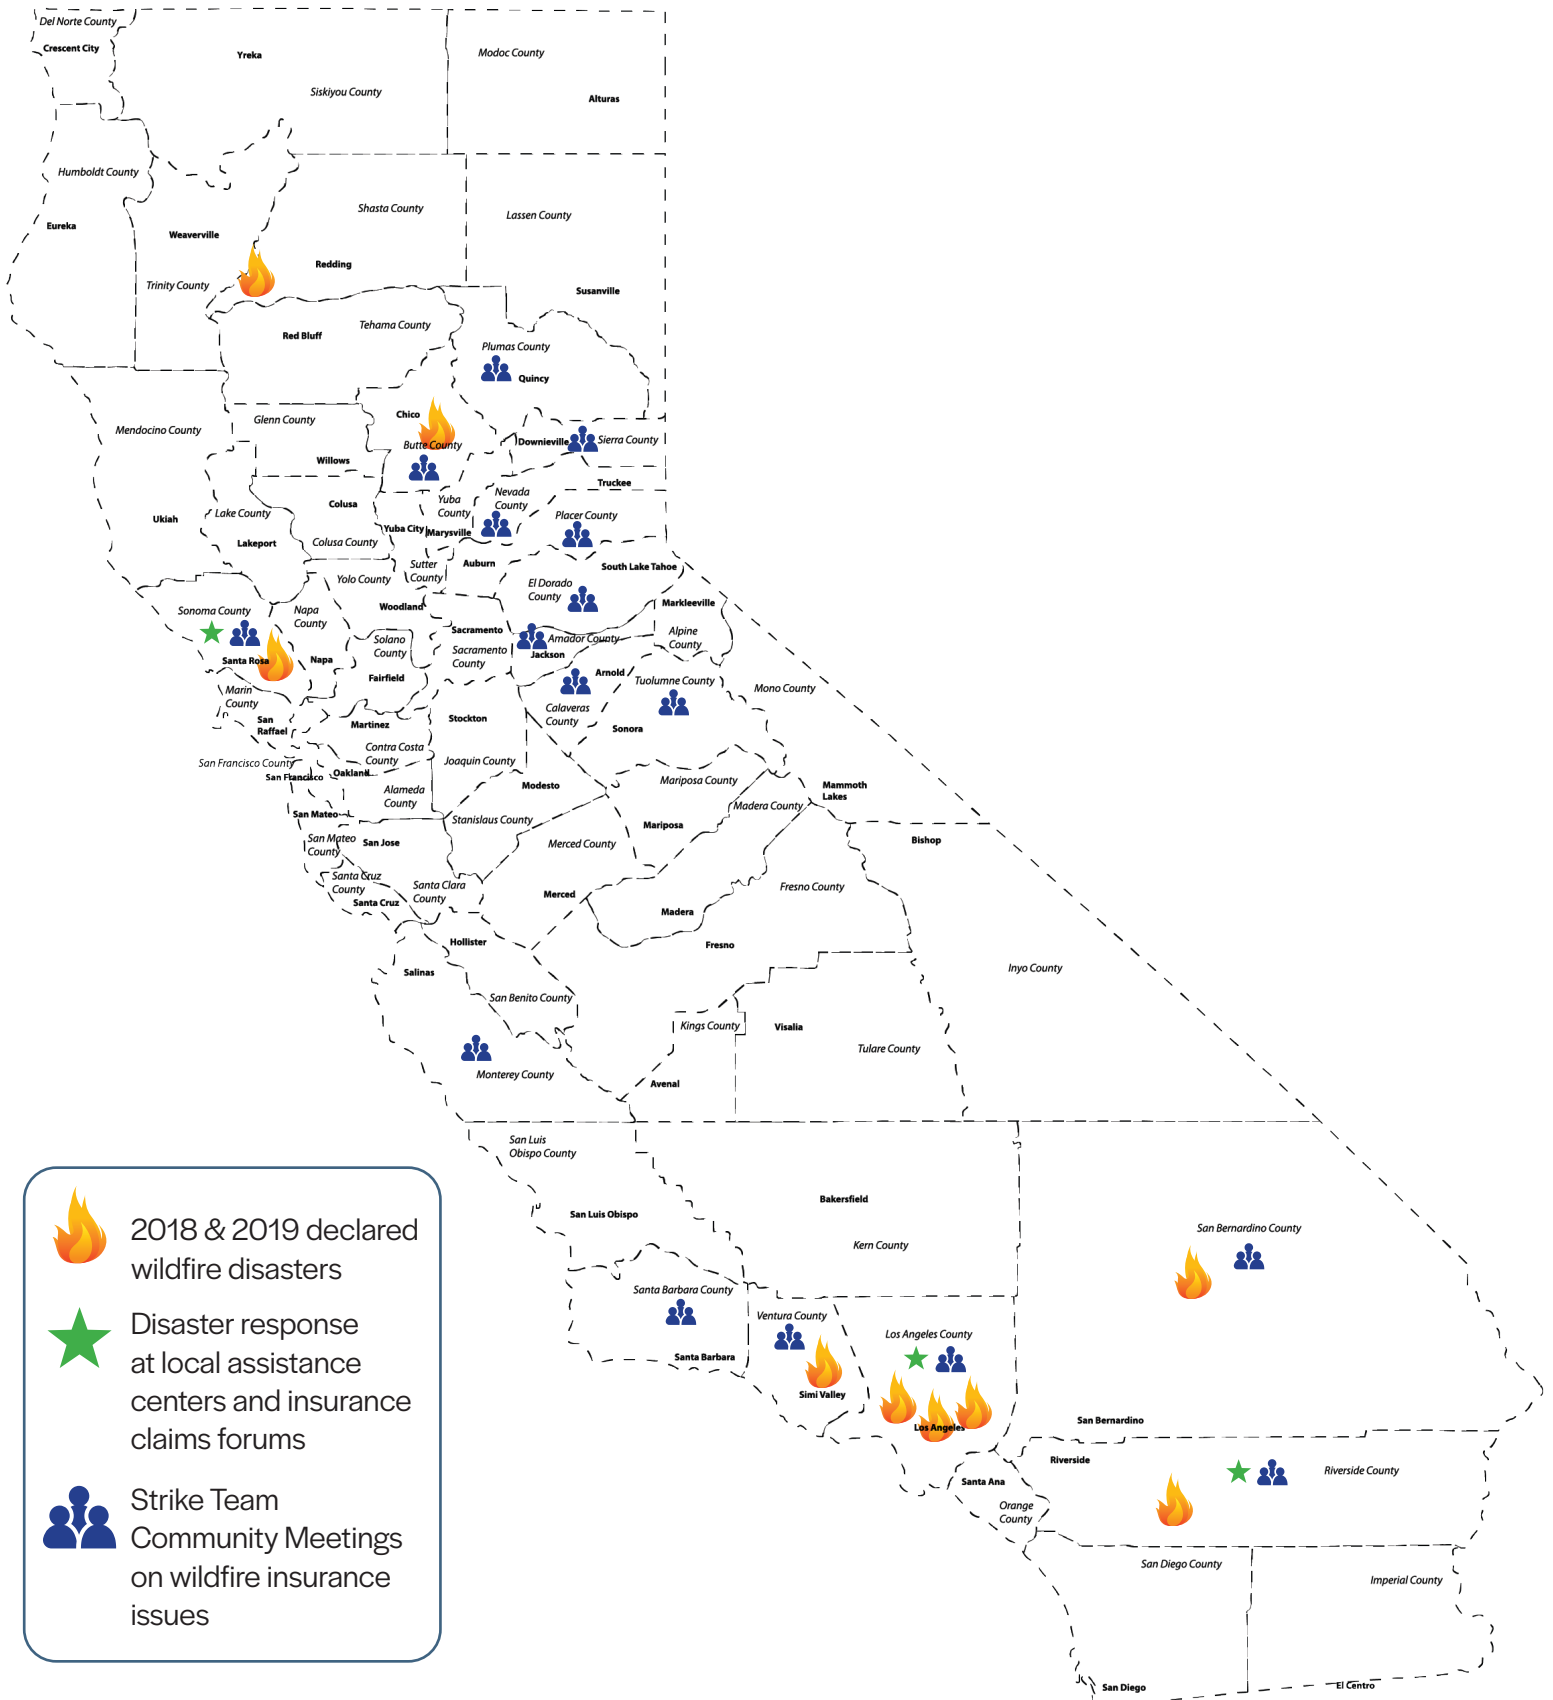 Del Norte County
Crescent City
Yreka
Modoc County
Siskiyou County
Alturas
Humboldt County
Shasta County
Lassen County
Eureka
Weaverville
Redding
Trinity County
Susanville
Tehama County
Red Bluff
Plumas County
Quincy
Chico
Glenn County
Mendocino County
Butte County
Downieville
Sierra County
Willows
Truckee
Nevada
County
Yuba
County
Colusa
Lake County
Placer County
Ukiah
Yuba City
Marysville
Lakeport
Colusa County
Auburn
South Lake Tahoe
Sutter
County
Yolo County
El Dorado
County
Woodland
Markleeville
Sonoma County
Napa
County
Sacramento
Alpine
County
Solano
County
Amador County
Sacramento
County
Jackson
Santa Rosa
Napa
Arnold
Fairfield
Tuolumne County
Mono County
Marin
County
Calaveras
County
San
Raffael
Martinez
Stockton
Sonora
Contra Costa
County
San Francisco County
San Francisco
Oakland
Joaquin County
Mariposa County
Modesto
Mammoth
Lakes
Alameda
County
Madera County
San Mateo
Stanislaus County
Mariposa
San Mateo
County
San Jose
Merced County
Bishop
Santa Cruz
County
Santa Clara
County
Fresno County
Santa Cruz
Merced
Madera
Hollister
Fresno
Salinas
Inyo County
San Benito County
Kings County
Visalia
Tulare County
Monterey County
Avenal
San Luis
Obispo County
Bakersfield
San Luis Obispo
San Bernardino County
Kern County
Santa Barbara County
Ventura County
Los Angeles County
Santa Barbara
Simi Valley
Los Angeles
San Bernardino
Riverside
Riverside County
Santa Ana
Orange
County
San Diego County
Imperial County
San Diego
El Centro
2018 & 2019 declared
wildfire disasters
Disaster response
at local assistance
centers and insurance
claims forums
Strike Team
Community Meetings
on wildfire insurance
issues